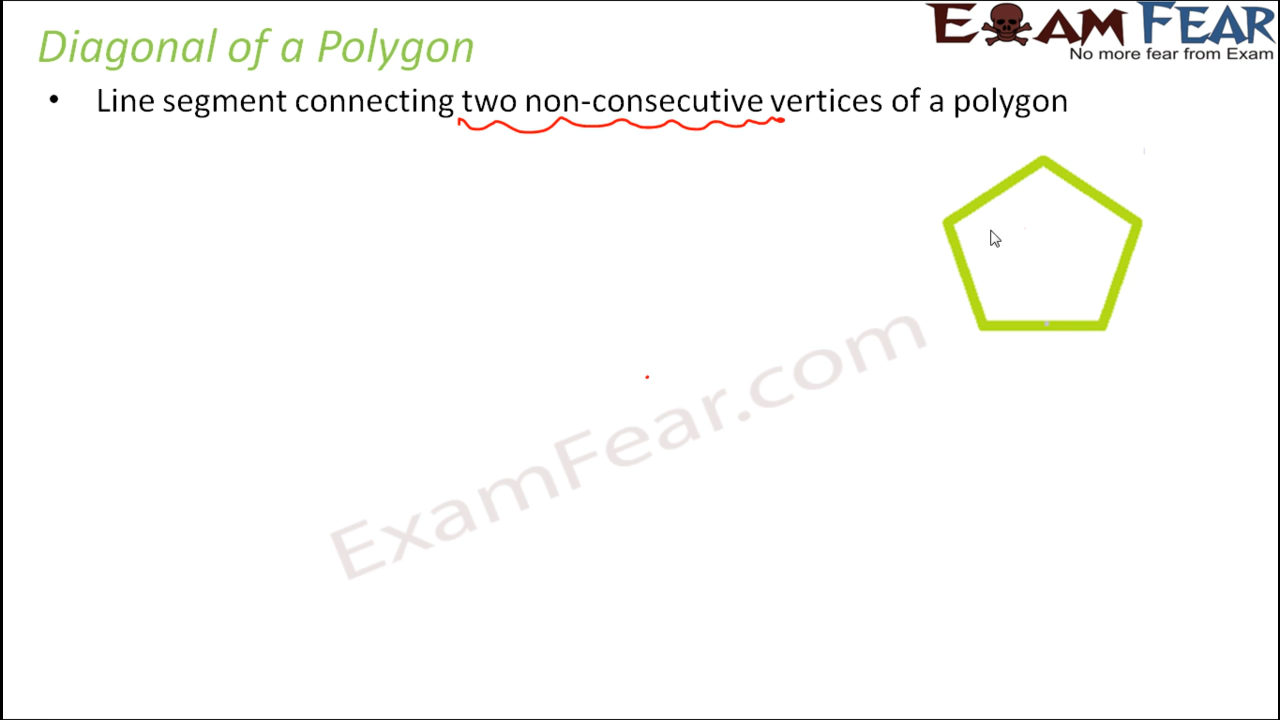 Diagonal of a Polygon
EXAM FEAR
No more fear from Exam
• Line segment connecting two non-consecutive vertices of a polygon
ExamFear.com